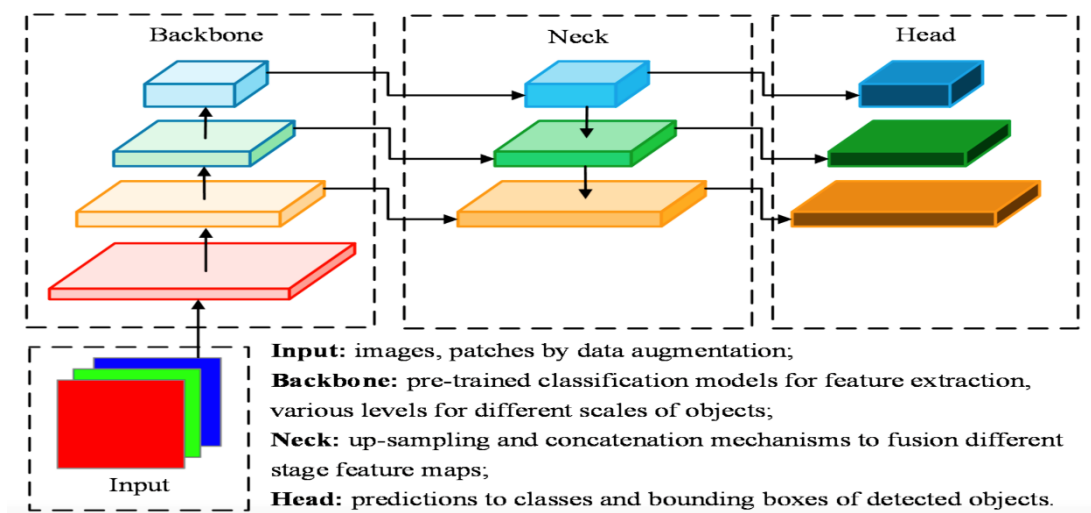 Backbone
Neck
Head
Input
Input: images, patches by data augmentation;
Backbone: pre-trained classification models for feature extraction,
various levels for different scales of objects;
Neck: up-sampling and concatenation mechanisms to fusion different
stage feature maps;
Head: predictions to classes and bounding boxes of detected objects.